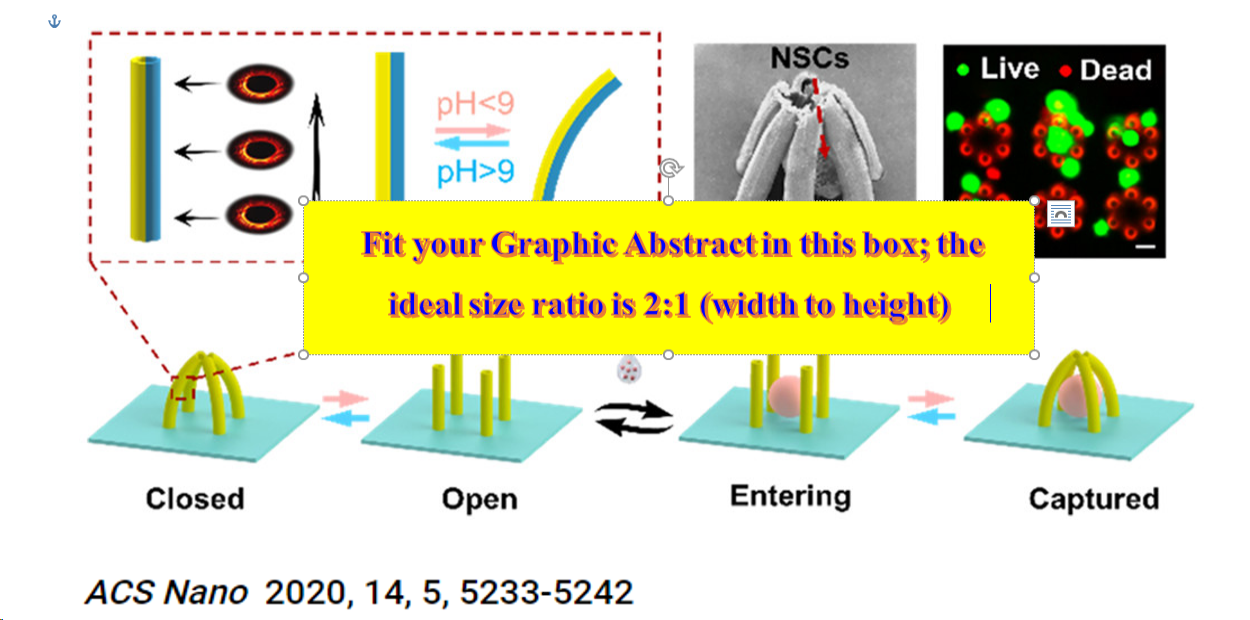 NSCs
Live Dead
pH<9
pH>9
Fit your Graphic Abstract in this box; the
ideal size ratio is 2:1 (width to height)
Closed
Open
Entering
Captured
ACS Nano 2020, 14, 5, 5233-5242